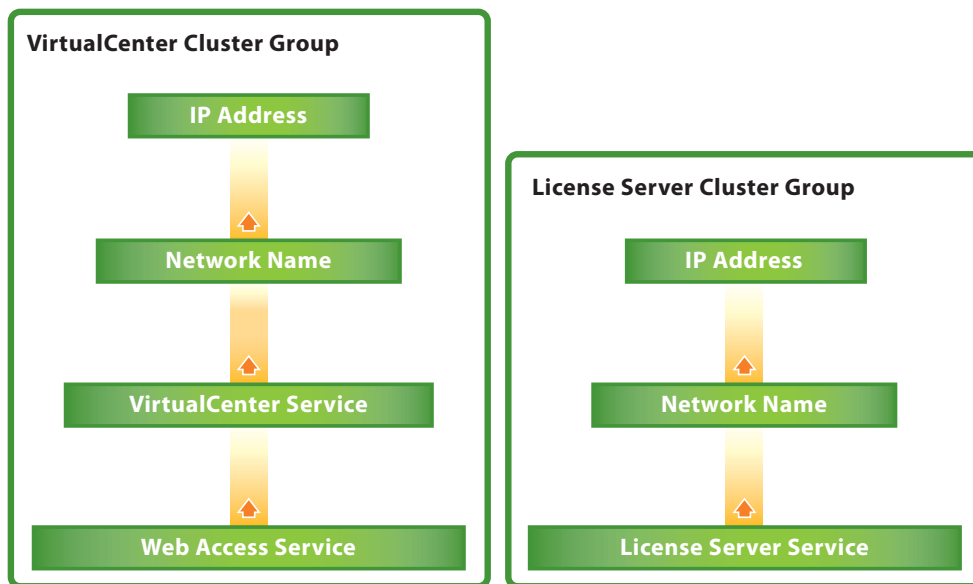 VirtualCenter Cluster Group
IP Address
Network Name
VirtualCenter Service
Web Access Service
License Server Cluster Group
IP Address
Network Name
License Server Service